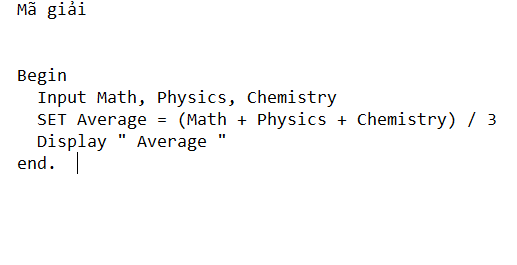 Mã giải
Begin
Input Math, Physics, Chemistry
SET Average = (Math + Physics + Chemistry) / 3
Display " Average "
end.